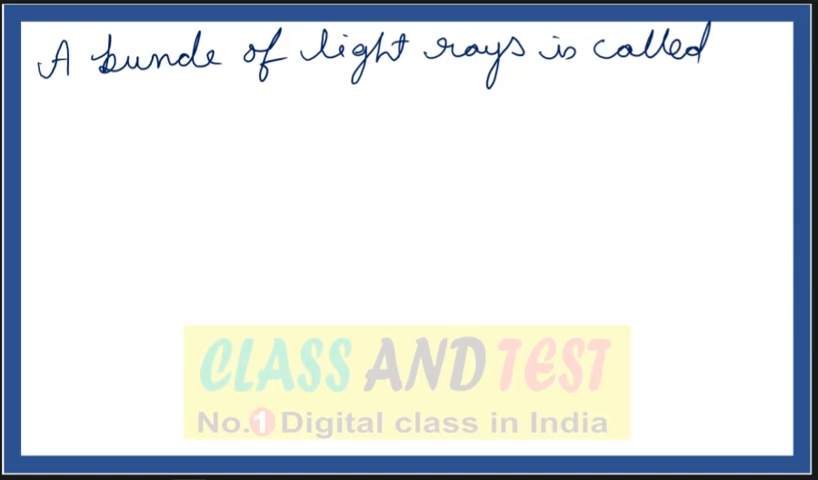 A bunde of light rays is called
CLASS AND TEST
No.1 Digital class in India